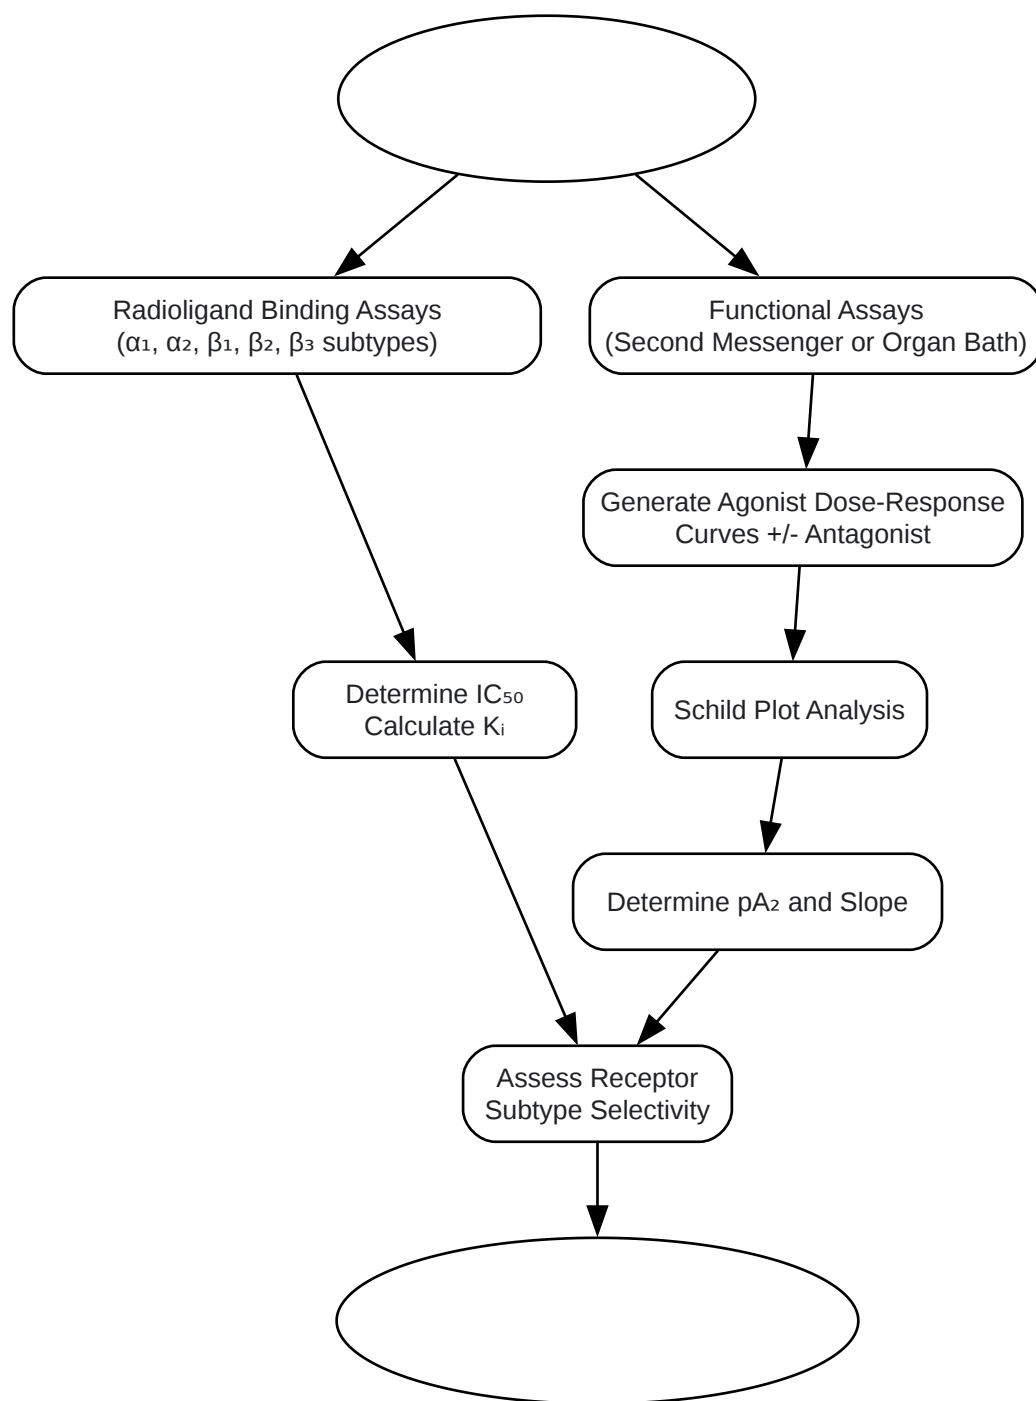 Radioligand Binding Assays
(α₁, α₂, β₁, β₂, β₃ subtypes)
Functional Assays
(Second Messenger or Organ Bath)
Generate Agonist Dose-Response
Curves +/- Antagonist
Determine IC₅₀
Calculate Kᵢ
Schild Plot Analysis
Determine pA₂ and Slope
Assess Receptor
Subtype Selectivity